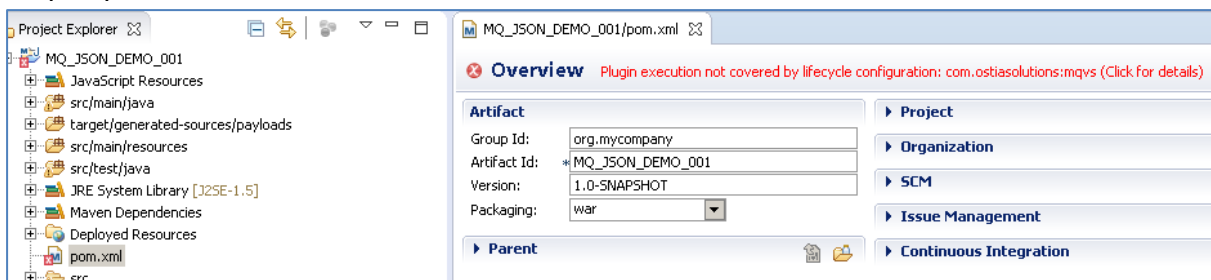 Project Explorer
MQ_JSON_DEMO_001
JavaScript Resources
src/main/java
target/generated-sources/payloads
src/main/resources
src/test/java
JRE System Library [J2SE-1.5]
Maven Dependencies
Deployed Resources
pom.xml
src
MQ_JSON_DEMO_001/pom.xml
Overview Plugin execution not covered by lifecycle configuration: com.ostiasolutions:mqvs (Click for details)
Artifact
Group Id: org.mycompany
Artifact Id: * MQ_JSON_DEMO_001
Version: 1.0-SNAPSHOT
Packaging: war
Parent
Project
Organization
SCM
Issue Management
Continuous Integration